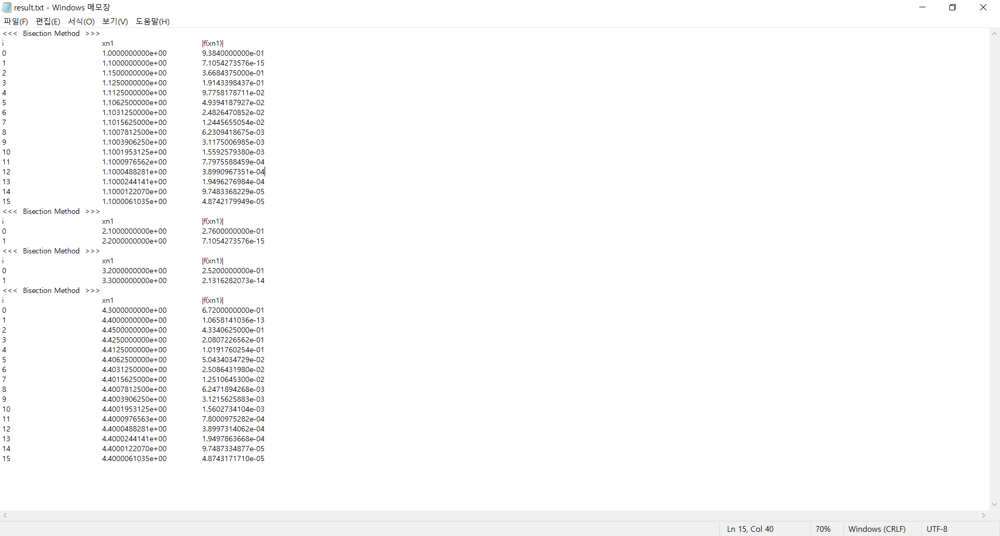 result.txt - Windows 메모장
파일(F) 편집(E) 서식(O) 보기(V) 도움말(H)
<<< Bisection Method >>>
i xn1 |f(xn1)|
0 1.0000000000e+00 9.3840000000e-01
1 1.1000000000e+00 7.1054273576e-15
2 1.1500000000e+00 3.6684375000e-01
3 1.1250000000e+00 1.9143398437e-01
4 1.1125000000e+00 9.7758178711e-02
5 1.1062500000e+00 4.9394187927e-02
6 1.1031250000e+00 2.4826470852e-02
7 1.1015625000e+00 1.2445655054e-02
8 1.1007812500e+00 6.2309418675e-03
9 1.1003906250e+00 3.1175006985e-03
10 1.1001953125e+00 1.5592579380e-03
11 1.1000976562e+00 7.7975588459e-04
12 1.1000488281e+00 3.8990967351e-04
13 1.1000244141e+00 1.9496276984e-04
14 1.1000122070e+00 9.7483368229e-05
15 1.1000061035e+00 4.8742179949e-05
<<< Bisection Method >>>
i xn1 |f(xn1)|
0 2.1000000000e+00 2.7600000000e-01
1 2.2000000000e+00 7.1054273576e-15
<<< Bisection Method >>>
i xn1 |f(xn1)|
0 3.2000000000e+00 2.5200000000e-01
1 3.3000000000e+00 2.1316282073e-14
<<< Bisection Method >>>
i xn1 |f(xn1)|
0 4.3000000000e+00 6.7200000000e-01
1 4.4000000000e+00 1.0658141036e-13
2 4.4500000000e+00 4.3340625000e-01
3 4.4250000000e+00 2.0807226562e-01
4 4.4125000000e+00 1.0191760254e-01
5 4.4062500000e+00 5.0434034729e-02
6 4.4031250000e+00 2.5086431980e-02
7 4.4015625000e+00 1.2510645300e-02
8 4.4007812500e+00 6.2471894268e-03
9 4.4003906250e+00 3.1215625883e-03
10 4.4001953125e+00 1.5602734104e-03
11 4.4000976563e+00 7.8000975282e-04
12 4.4000488281e+00 3.8997314062e-04
13 4.4000244141e+00 1.9497863668e-04
14 4.4000122070e+00 9.7487334877e-05
15 4.4000061035e+00 4.8743171710e-05
Ln 15, Col 40 70% Windows (CRLF) UTF-8